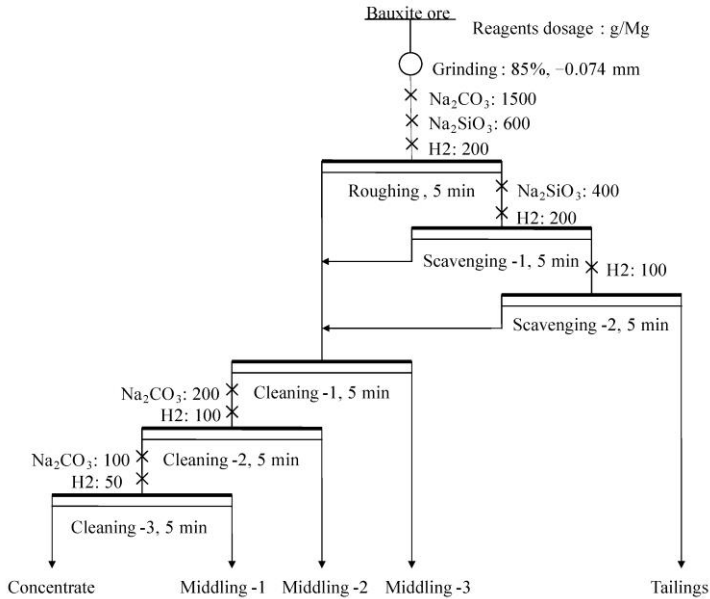 Bauxite ore
Reagents dosage : g/Mg
Grinding : 85%, −0.074 mm
Na₂CO₃: 1500
Na₂SiO₃: 600
H2: 200
Roughing , 5 min
Na₂SiO₃: 400
H2: 200
Scavenging -1, 5 min
H2: 100
Scavenging -2, 5 min
Na₂CO₃: 200
Cleaning -1, 5 min
H2: 100
Na₂CO₃: 100
Cleaning -2, 5 min
H2: 50
Cleaning -3, 5 min
Concentrate
Middling -1
Middling -2
Middling -3
Tailings